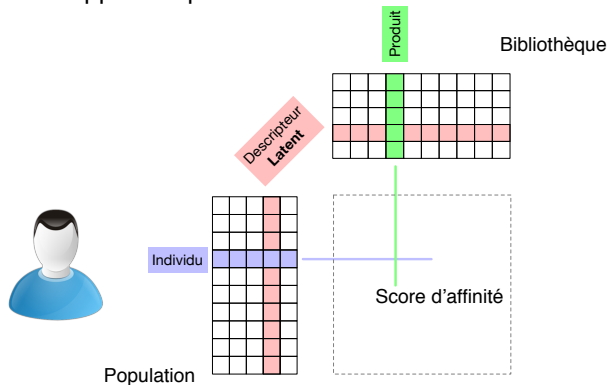 Produit
Bibliothèque
Descripteur
Latent
Individu
Score d'affinité
Population